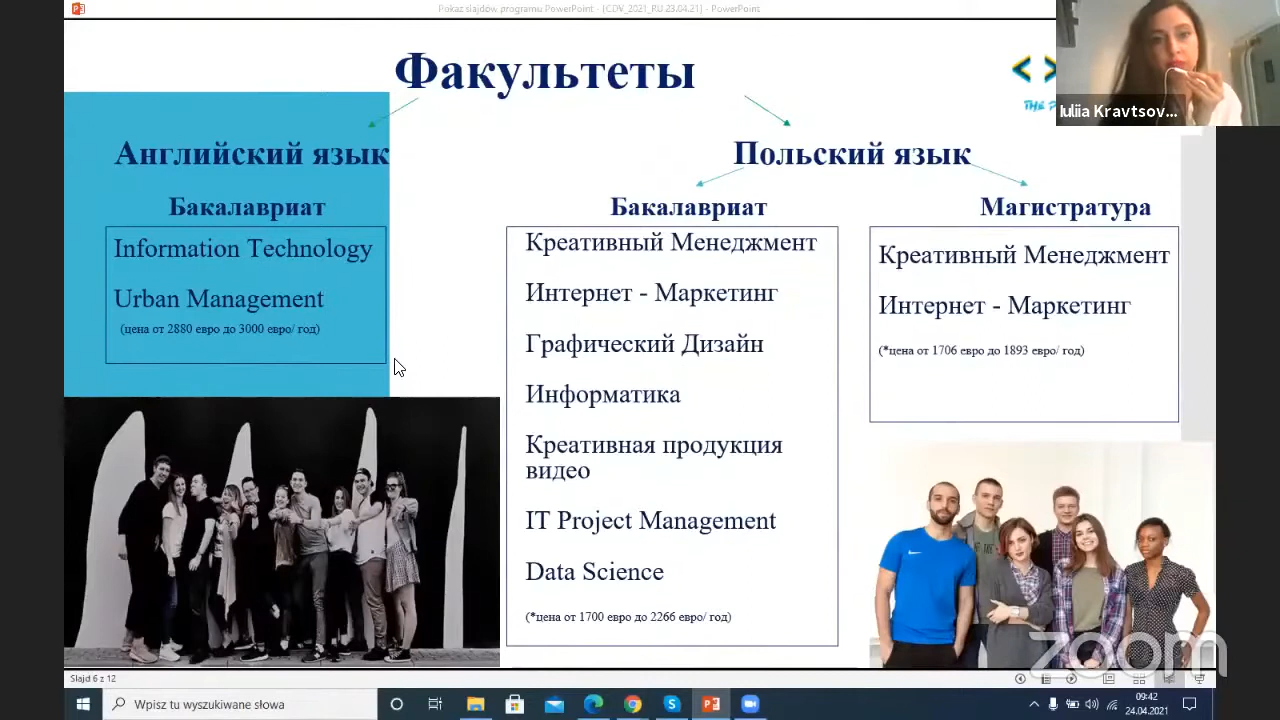 Pokaz slajdów programu PowerPoint - [CDV_2021_RU 23.04.21] - PowerPoint
Факультеты
THE
Iuliia Kravtsov...
Английский язык
Польский язык
Бакалавриат
Бакалавриат
Магистратура
Information Technology
Urban Management
(цена от 2880 евро до 3000 евро/ год)
Креативный Менеджмент
Интернет - Маркетинг
Графический Дизайн
Информатика
Креативная продукция
видео
IT Project Management
Data Science
(*цена от 1700 евро до 2266 евро/ год)
Креативный Менеджмент
Интернет - Маркетинг
(*цена от 1706 евро до 1893 евро/ год)
zoom
Slajd 6 z 12
Wpisz tu wyszukiwane słowa
09:42
24.04.2021